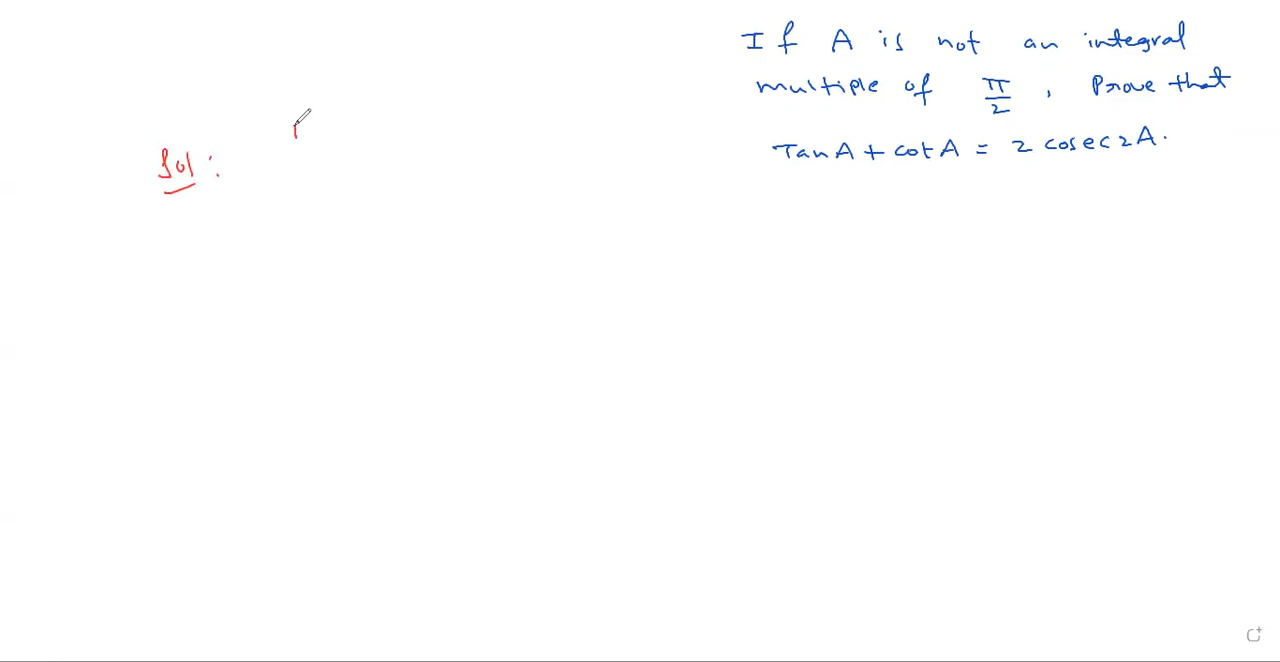 If A is not an integral
multiple of π/2, Prove that
Tan A + cot A = 2 cosec 2A.
Sol: